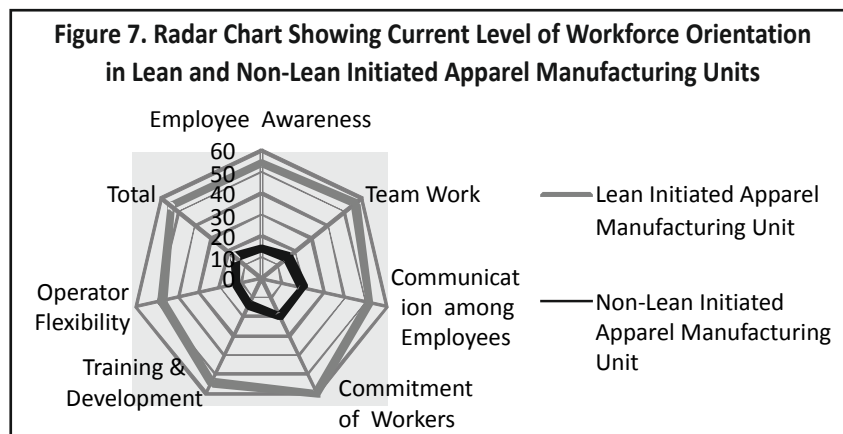 Figure 7. Radar Chart Showing Current Level of Workforce Orientation
in Lean and Non-Lean Initiated Apparel Manufacturing Units
Employee Awareness
60
50
40
30
20
10
0
Team Work
Communicat
ion among
Employees
Commitment
of Workers
Training &
Development
Operator
Flexibility
Total
Lean Initiated Apparel
Manufacturing Unit
Non-Lean Initiated
Apparel Manufacturing
Unit